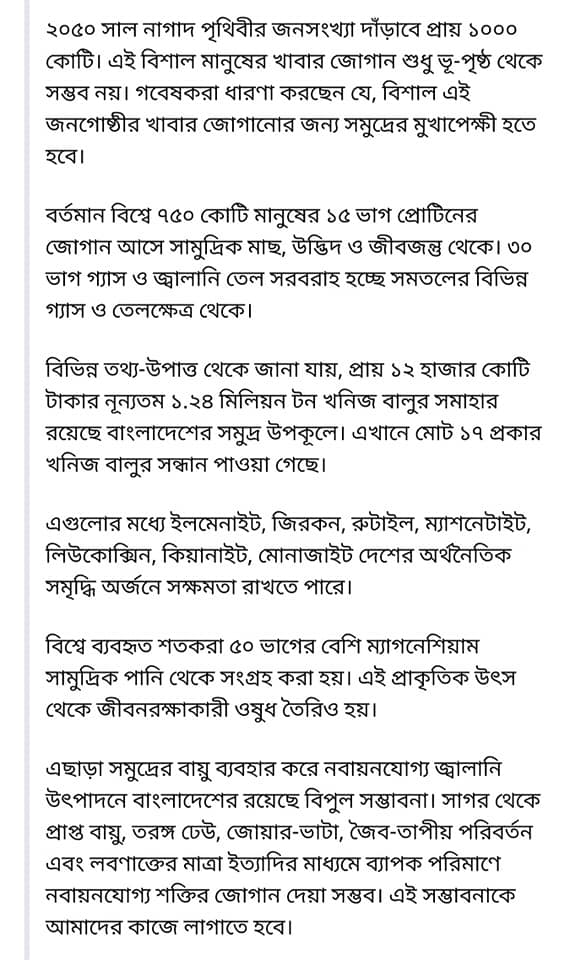 ২০৫০ সাল নাগাদ পৃথিবীর জনসংখ্যা দাঁড়াবে প্রায় ১০০০
কোটি। এই বিশাল মানুষের খাবার জোগান শুধু ভূ-পৃষ্ঠ থেকে
সম্ভব নয়। গবেষকরা ধারণা করছেন যে, বিশাল এই
জনগোষ্ঠীর খাবার জোগানোর জন্য সমুদ্রের মুখাপেক্ষী হতে
হবে।
বর্তমান বিশ্বে ৭৫০ কোটি মানুষের ১৫ ভাগ প্রোটিনের
জোগান আসে সামুদ্রিক মাছ, উদ্ভিদ ও জীবজন্তু থেকে। ৩০
ভাগ গ্যাস ও জ্বালানি তেল সরবরাহ হচ্ছে সমতলের বিভিন্ন
গ্যাস ও তেলক্ষেত্র থেকে।
বিভিন্ন তথ্য-উপাত্ত থেকে জানা যায়, প্রায় ১২ হাজার কোটি
টাকার নূন্যতম ১.২৪ মিলিয়ন টন খনিজ বালুর সমাহার
রয়েছে বাংলাদেশের সমুদ্র উপকূলে। এখানে মোট ১৭ প্রকার
খনিজ বালুর সন্ধান পাওয়া গেছে।
এগুলোর মধ্যে ইলমেনাইট, জিরকন, রুটাইল, ম্যাশনেটাইট,
লিউকোক্সিন, কিয়ানাইট, মোনাজাইট দেশের অর্থনৈতিক
সমৃদ্ধি অর্জনে সক্ষমতা রাখতে পারে।
বিশ্বে ব্যবহৃত শতকরা ৫০ ভাগের বেশি ম্যাগনেশিয়াম
সামুদ্রিক পানি থেকে সংগ্রহ করা হয়। এই প্রাকৃতিক উৎস
থেকে জীবনরক্ষাকারী ওষুধ তৈরিও হয়।
এছাড়া সমুদ্রের বায়ু ব্যবহার করে নবায়নযোগ্য জ্বালানি
উৎপাদনে বাংলাদেশের রয়েছে বিপুল সম্ভাবনা। সাগর থেকে
প্রাপ্ত বায়ু, তরঙ্গ ঢেউ, জোয়ার-ভাটা, জৈব-তাপীয় পরিবর্তন
এবং লবণাক্তের মাত্রা ইত্যাদির মাধ্যমে ব্যাপক পরিমাণে
নবায়নযোগ্য শক্তির জোগান দেয়া সম্ভব। এই সম্ভাবনাকে
আমাদের কাজে লাগাতে হবে।